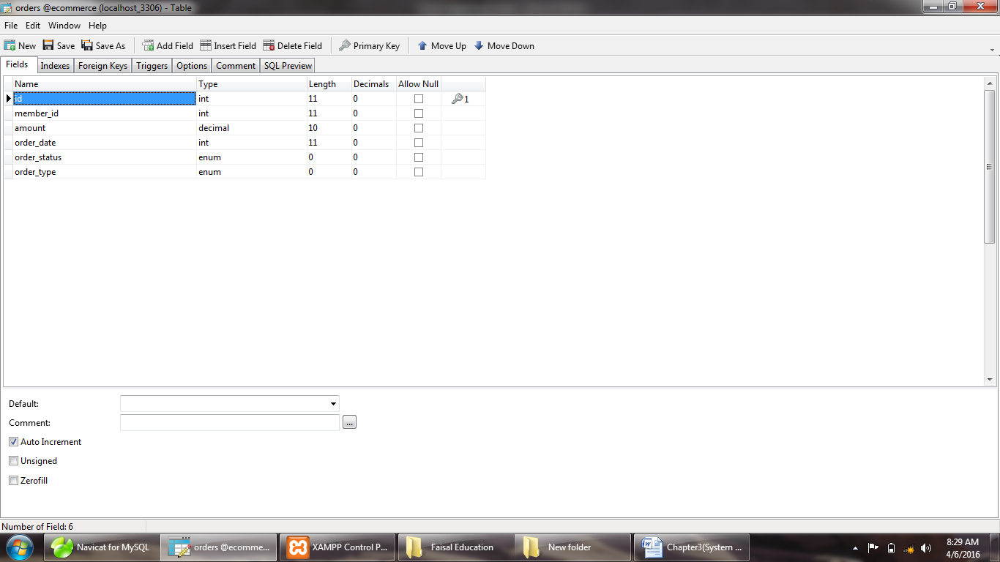 orders @ecommerce (localhost_3306) - Table
File Edit Window Help
New Save Save As Add Field Insert Field Delete Field Primary Key Move Up Move Down
Fields Indexes Foreign Keys Triggers Options Comment SQL Preview
Name Type Length Decimals Allow Null
id int 11 0 1
member_id int 11 0
amount decimal 10 0
order_date int 11 0
order_status enum 0 0
order_type enum 0 0
Default:
Comment: ...
Auto Increment
Unsigned
Zerofill
Number of Field: 6
Navicat for MySQL orders @ecomme... XAMPP Control P... Faisal Education New folder Chapter3(System ... 8:29 AM
4/6/2016